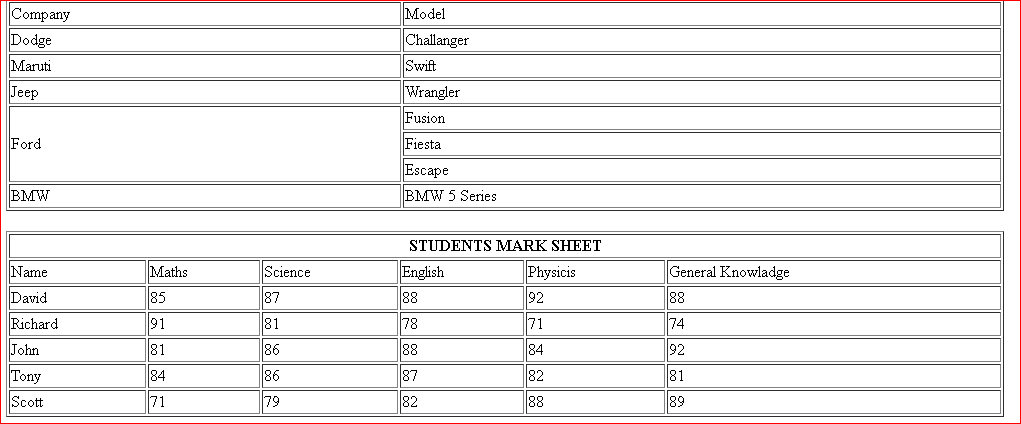 Company Model
Dodge Challanger
Maruti Swift
Jeep Wrangler
Fusion
Ford Fiesta
Escape
BMW BMW 5 Series
STUDENTS MARK SHEET
Name Maths Science English Physicis General Knowladge
David 85 87 88 92 88
Richard 91 81 78 71 74
John 81 86 88 84 92
Tony 84 86 87 82 81
Scott 71 79 82 88 89